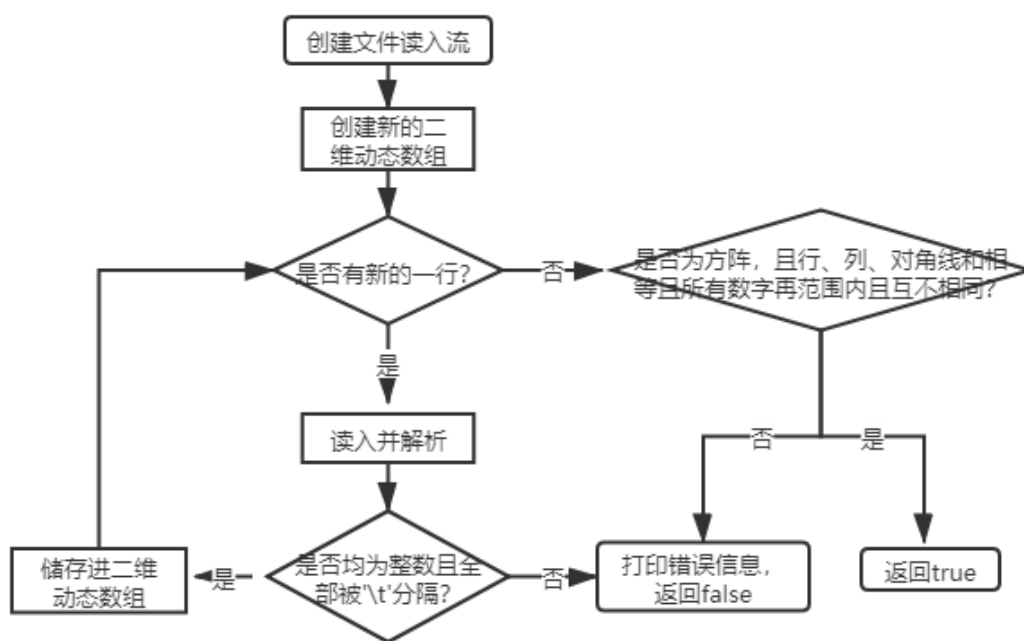 创建文件读入流
创建新的二
维动态数组
是否有新的一行?
否
是否为方阵，且行、列、对角线和相
等且所有数字再范围内且互不相同?
是
读入并解析
否
是
是否均为整数且全
部被'\t'分隔?
是
否
储存进二维
动态数组
打印错误信息，
返回false
返回true